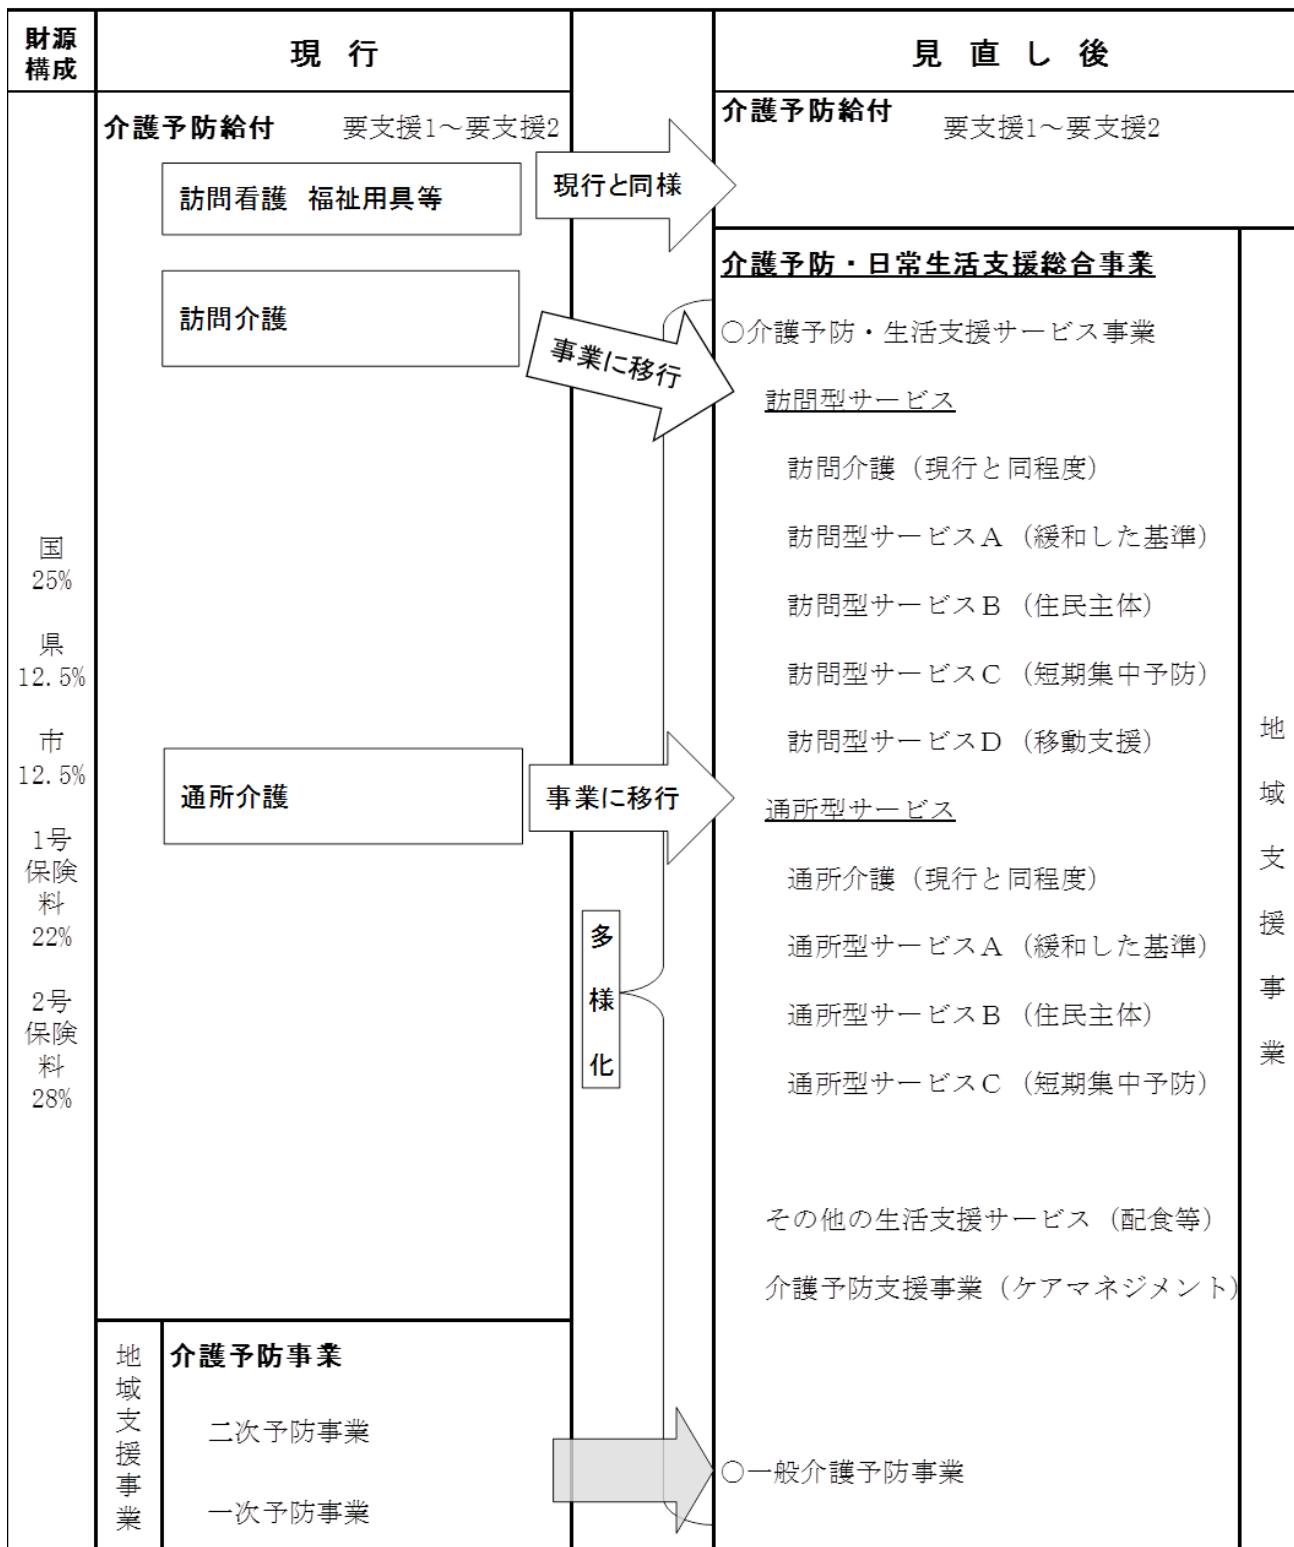 財源
構成
現 行
見 直 し 後
国
25%
県
12.5%
市
12.5%
1号
保険
料
22%
2号
保険
料
28%
介護予防給付　要支援1～要支援2
訪問看護　福祉用具等
訪問介護
通所介護
地域支援事業
介護予防事業
二次予防事業
一次予防事業
現行と同様
事業に移行
事業に移行
多様化
介護予防給付　要支援1～要支援2
介護予防・日常生活支援総合事業
○介護予防・生活支援サービス事業
訪問型サービス
訪問介護（現行と同程度）
訪問型サービスＡ（緩和した基準）
訪問型サービスＢ（住民主体）
訪問型サービスＣ（短期集中予防）
訪問型サービスＤ（移動支援）
通所型サービス
通所介護（現行と同程度）
通所型サービスＡ（緩和した基準）
通所型サービスＢ（住民主体）
通所型サービスＣ（短期集中予防）
その他の生活支援サービス（配食等）
介護予防支援事業（ケアマネジメント）
○一般介護予防事業
地域支援事業